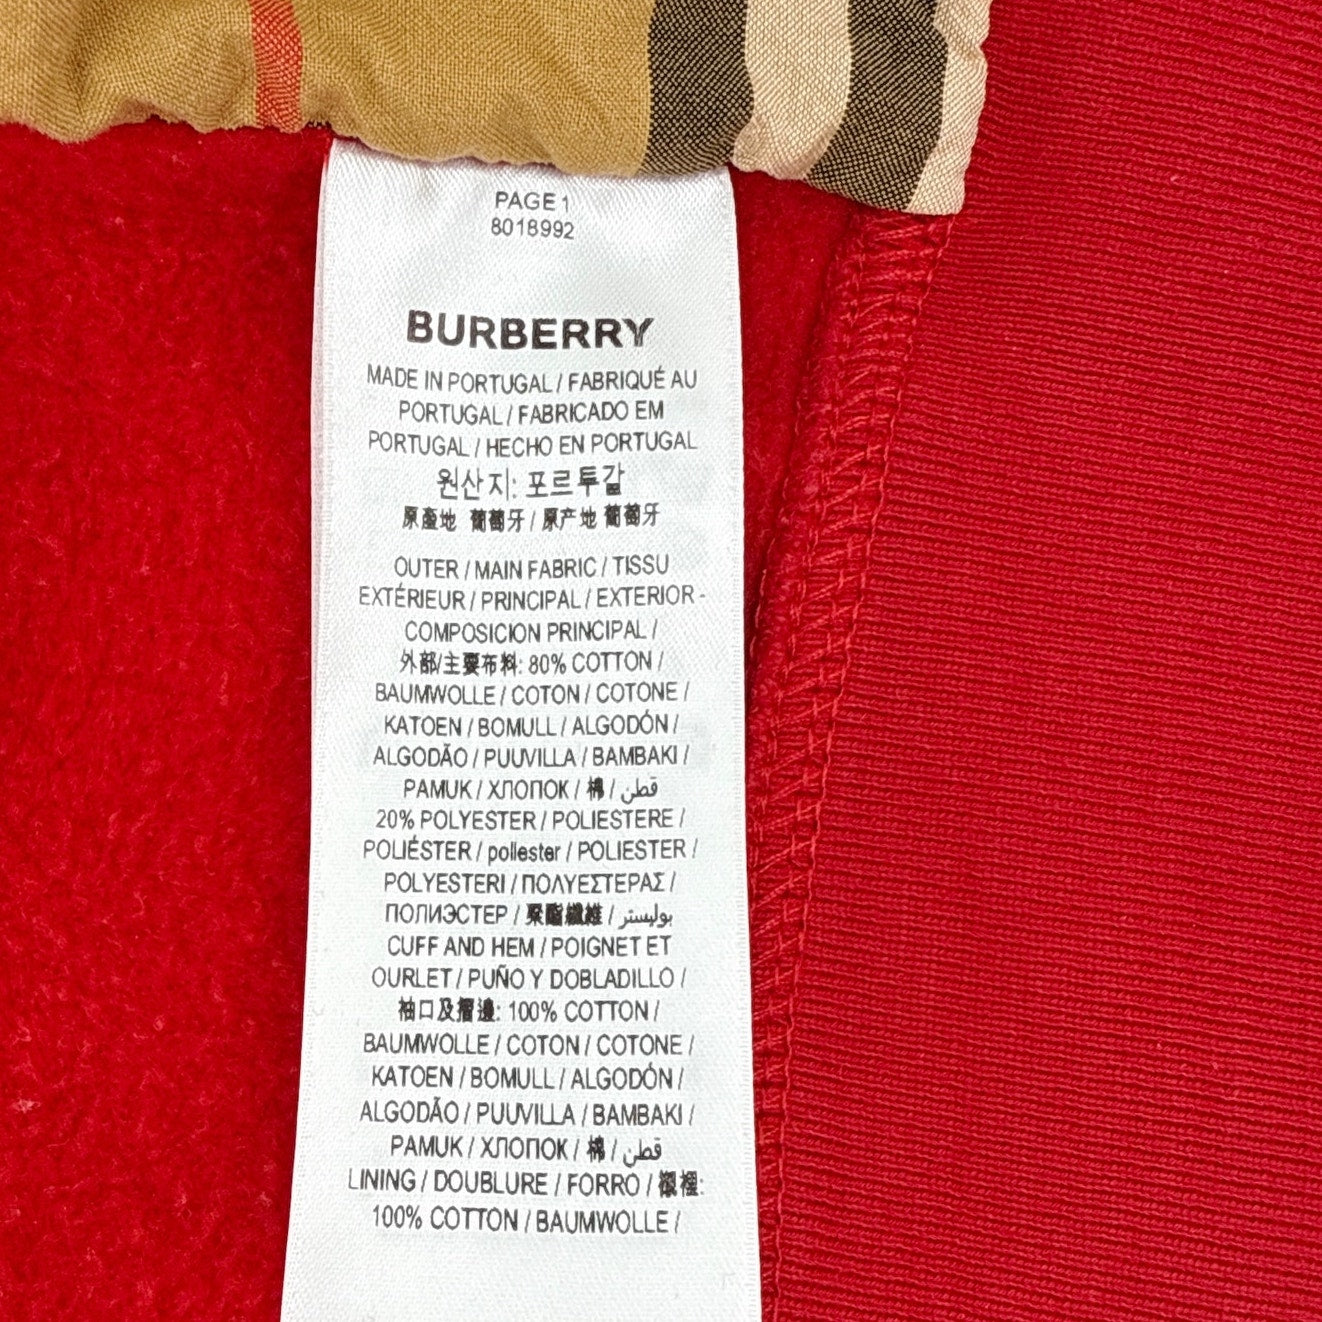 PAGE 1
8018992
BURBERRY
MADE IN PORTUGAL / FABRIQUÉ AU
PORTUGAL / FABRICADO EM
PORTUGAL / HECHO EN PORTUGAL
원산지: 포르투갈
原產地 葡萄牙 / 原产地 葡萄牙
OUTER / MAIN FABRIC / TISSU
EXTÉRIEUR / PRINCIPAL / EXTERIOR -
COMPOSICION PRINCIPAL /
外部/主要布料: 80% COTTON /
BAUMWOLLE / COTON / COTONE /
KATOEN / BOMULL / ALGODÓN /
ALGODÃO / PUUVILLA / BAMBAKI /
PAMUK / ХЛОПОК / 棉 / قطن
20% POLYESTER / POLIESTERE /
POLIÉSTER / poliester / POLIESTER /
POLYESTERI / ΠΟΛΥΕΣΤΕΡΑΣ /
ПОЛИЭСТЕР / 聚酯纖維 / بوليستر
CUFF AND HEM / POIGNET ET
OURLET / PUÑO Y DOBLADILLO /
袖口及摺邊: 100% COTTON /
BAUMWOLLE / COTON / COTONE /
KATOEN / BOMULL / ALGODÓN /
ALGODÃO / PUUVILLA / BAMBAKI /
PAMUK / ХЛОПОК / 棉 / قطن
LINING / DOUBLURE / FORRO / 襯裡:
100% COTTON / BAUMWOLLE /